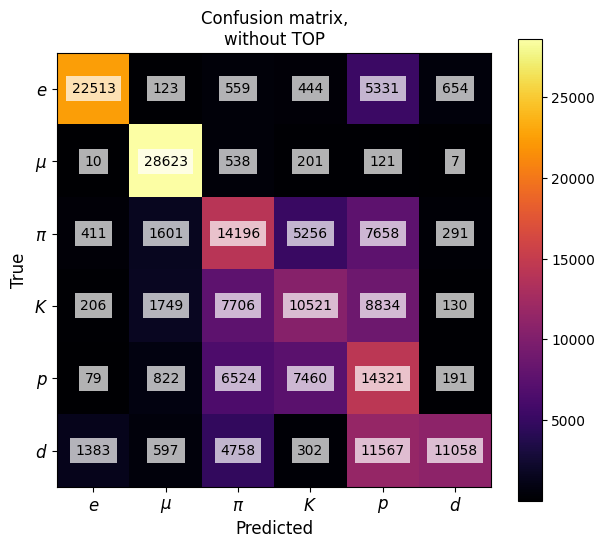 Confusion matrix,
without TOP
True
e 22513 123 559 444 5331 654
μ 10 28623 538 201 121 7
π 411 1601 14196 5256 7658 291
K 206 1749 7706 10521 8834 130
p 79 822 6524 7460 14321 191
d 1383 597 4758 302 11567 11058
e μ π K p d
Predicted
25000
20000
15000
10000
5000